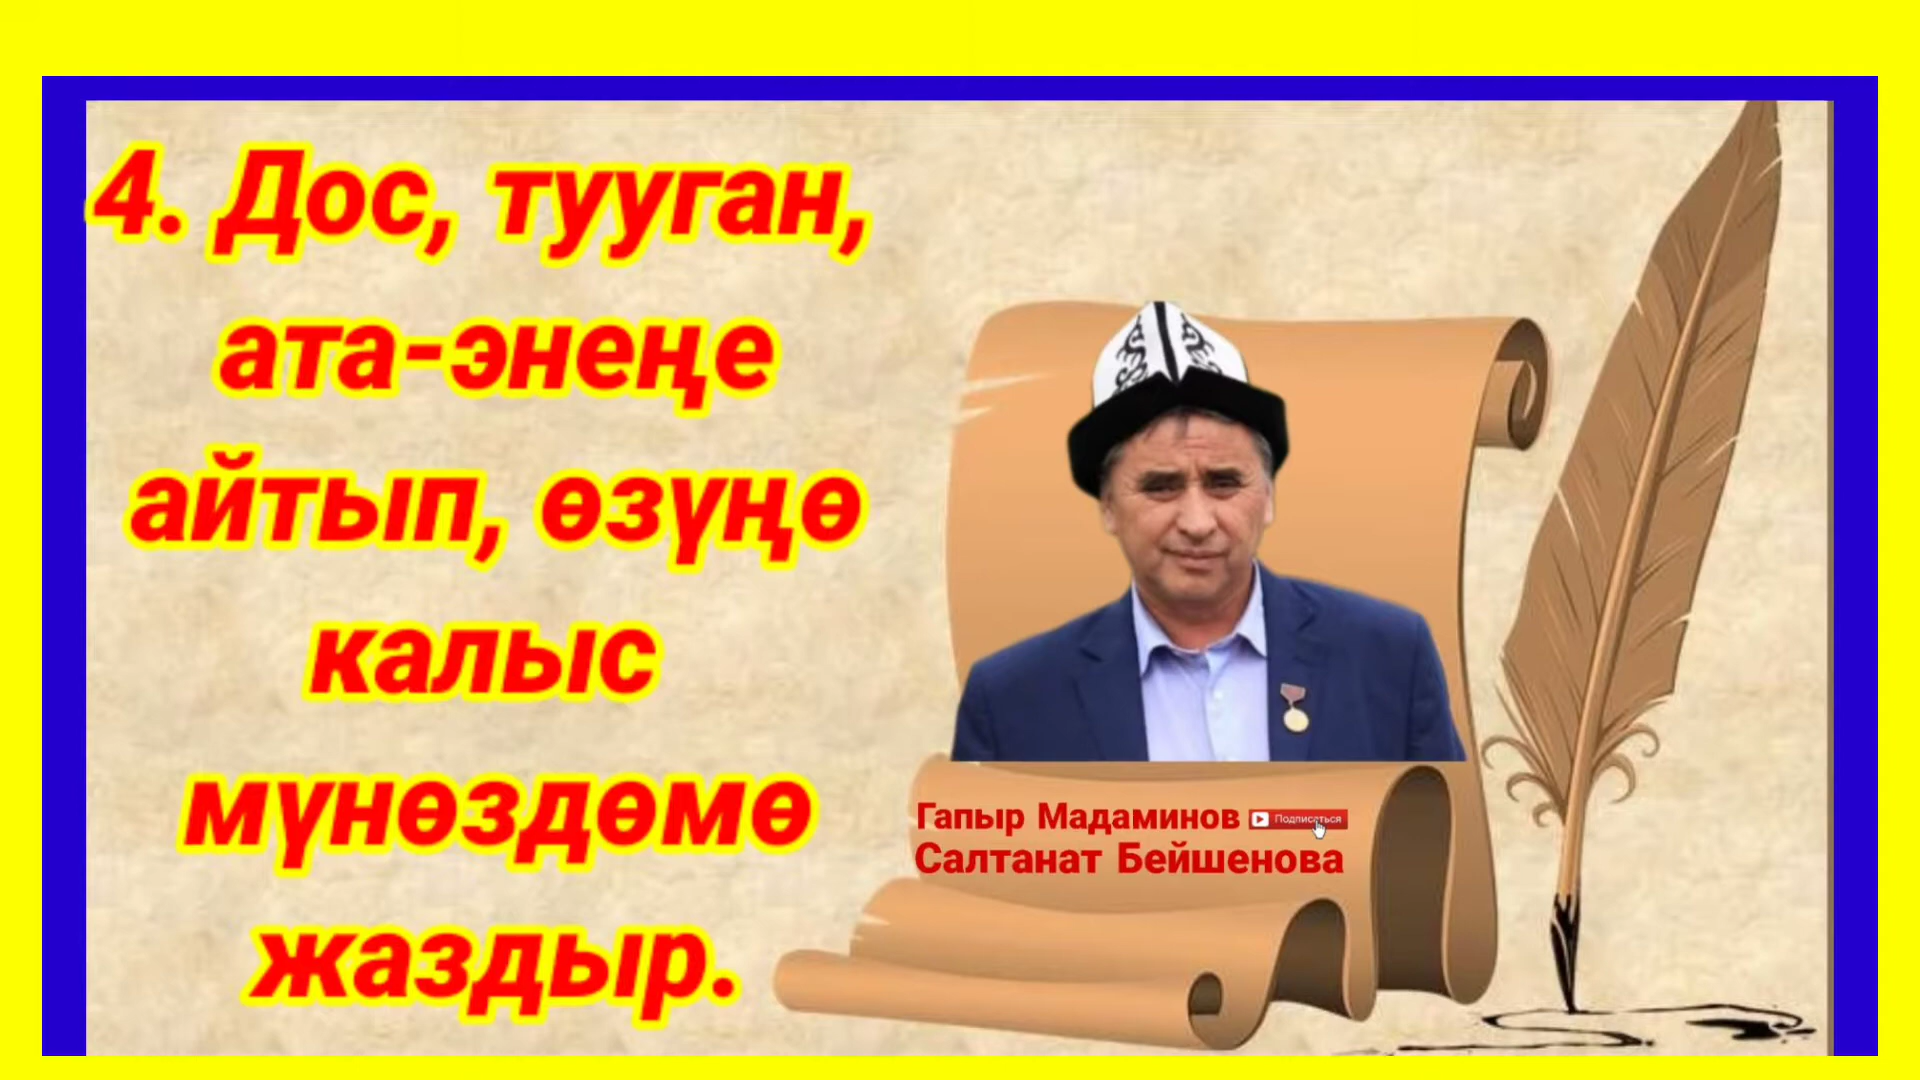 4. Дос, тууган,
ата-энеңе
айтып, өзүңө
калыс
мүнөздөмө
жаздыр.
Гапыр Мадаминов
Подписаться
Салтанат Бейшенова